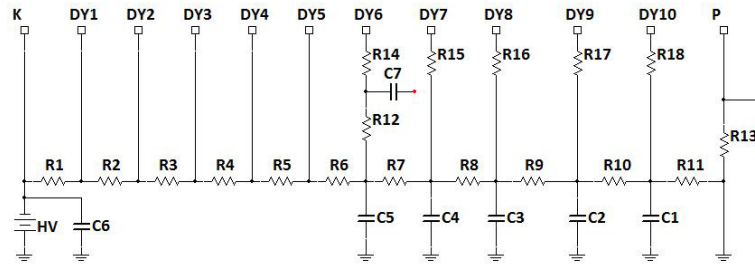 K DY1 DY2 DY3 DY4 DY5 DY6 DY7 DY8 DY9 DY10 P
R14 R15 R16 R17 R18
C7
R12 R13
R1 R2 R3 R4 R5 R6 R7 R8 R9 R10 R11
HV C6 C5 C4 C3 C2 C1